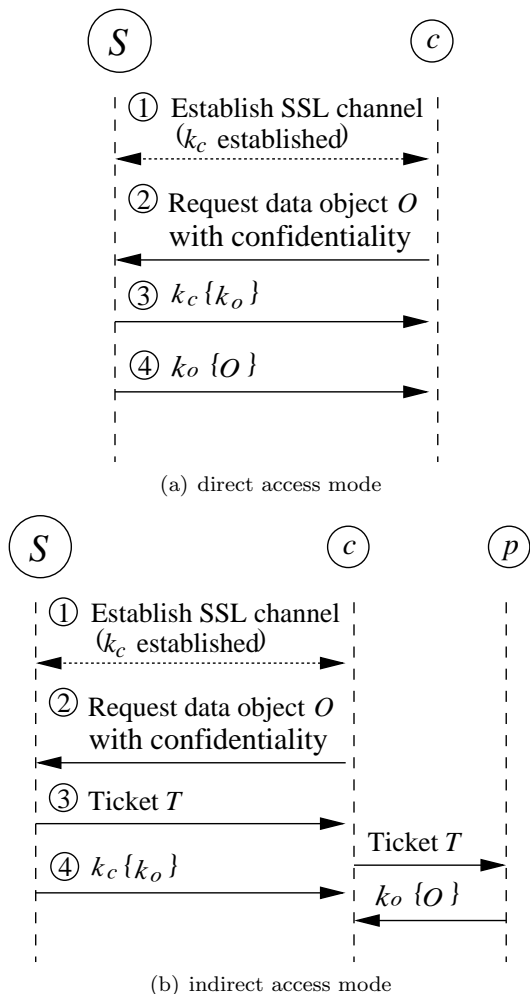 S c
① Establish SSL channel
(k_c established)
② Request data object O
with confidentiality
③ k_c {k_o}
④ k_o {O}
(a) direct access mode
S c p
① Establish SSL channel
(k_c established)
② Request data object O
with confidentiality
③ Ticket T
Ticket T
④ k_c {k_o}
k_o {O}
(b) indirect access mode